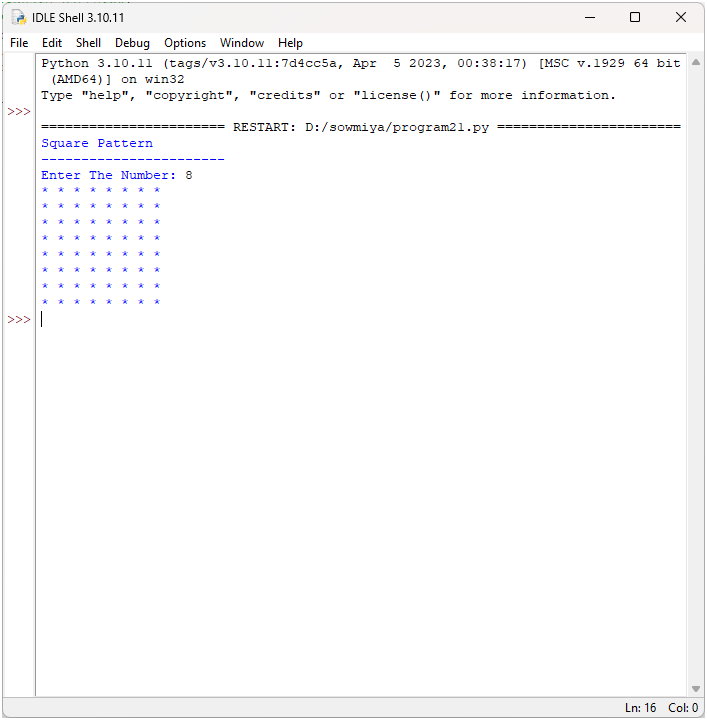 IDLE Shell 3.10.11
File Edit Shell Debug Options Window Help
Python 3.10.11 (tags/v3.10.11:7d4cc5a, Apr  5 2023, 00:38:17) [MSC v.1929 64 bit
 (AMD64)] on win32
Type "help", "copyright", "credits" or "license()" for more information.
>>>
======================= RESTART: D:/sowmiya/program21.py =======================
Square Pattern
-----------------------
Enter The Number: 8
* * * * * * * *
* * * * * * * *
* * * * * * * *
* * * * * * * *
* * * * * * * *
* * * * * * * *
* * * * * * * *
* * * * * * * *
>>>
Ln: 16 Col: 0